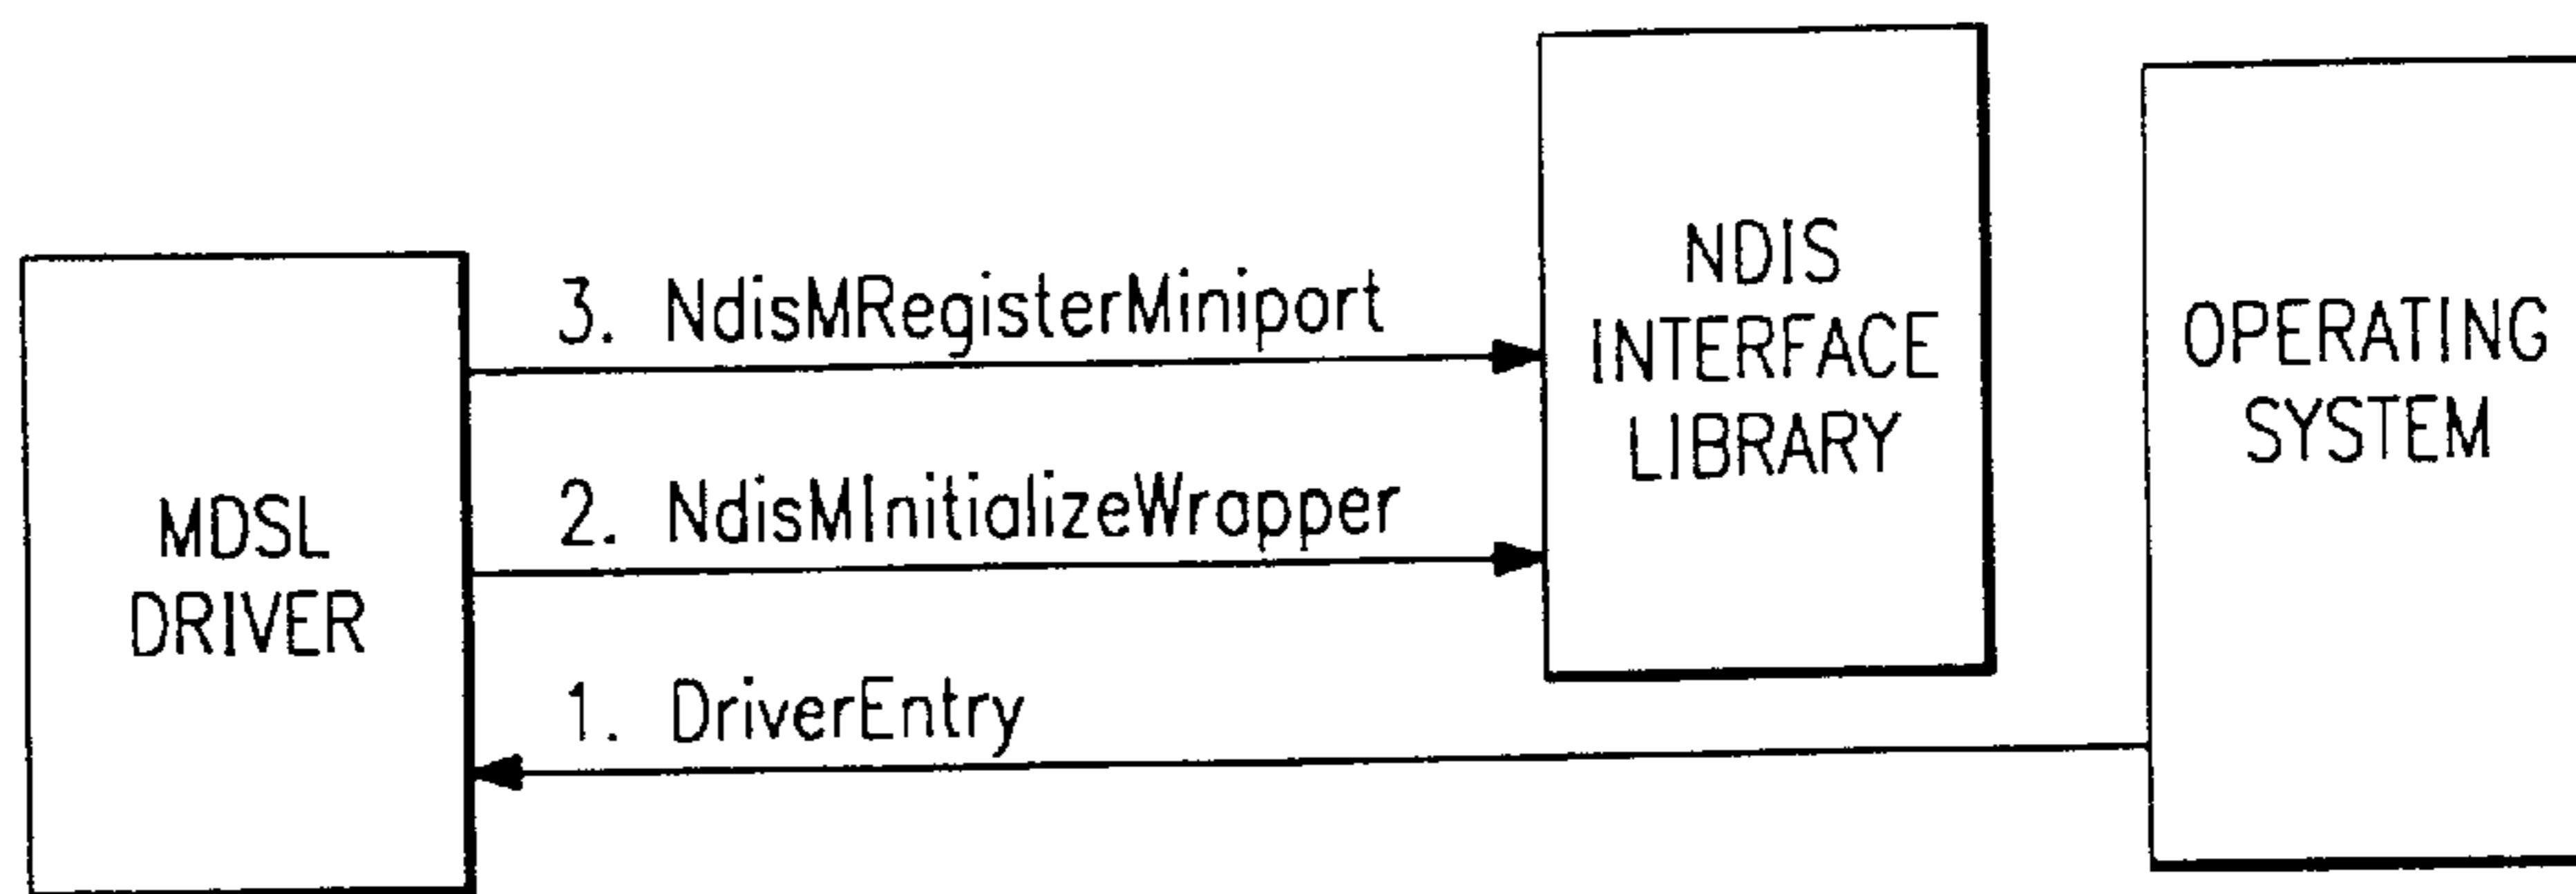 MDSL
DRIVER
3. NdisMRegisterMiniport
2. NdisMInitializeWrapper
1. DriverEntry
NDIS
INTERFACE
LIBRARY
OPERATING
SYSTEM